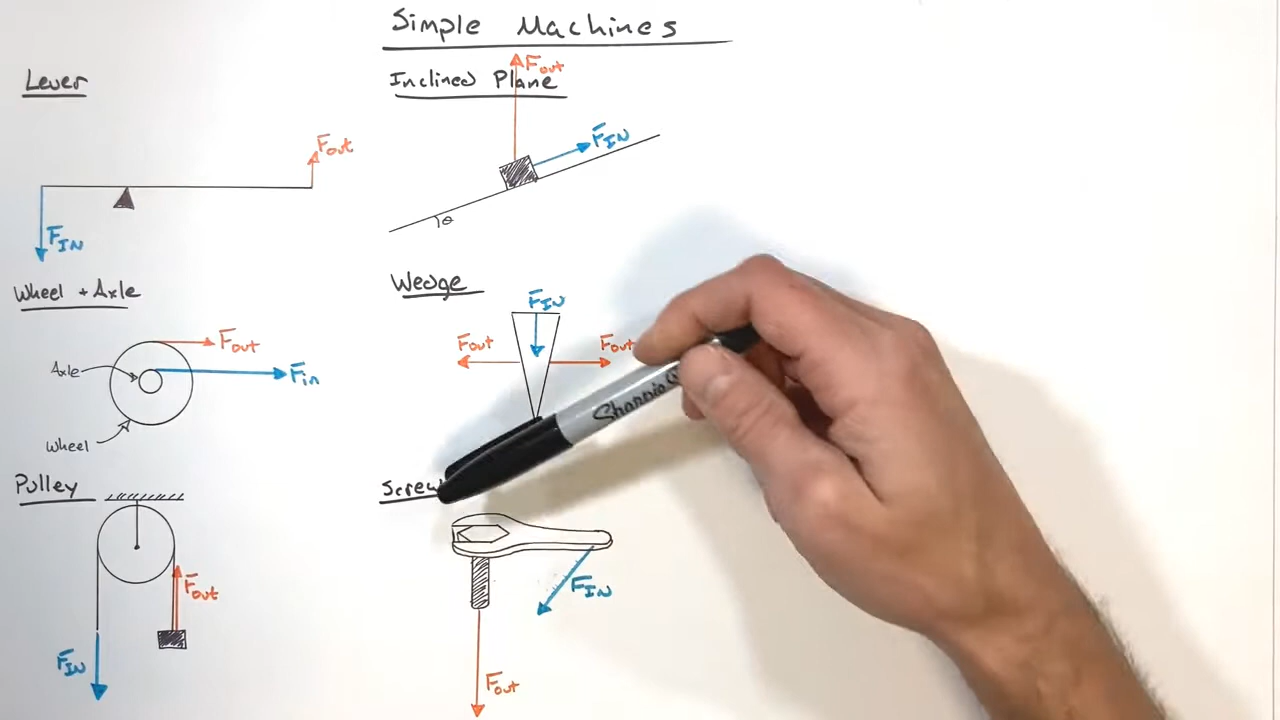 Simple Machines
Lever
Fout
FIN
Wheel + Axle
Axle
Fout
Fin
Wheel
Pulley
Fout
FIN
Inclined Plane
Fout
FIN
θ
Wedge
FIN
Fout
Fout
Sharpie
Screw
FIN
Fout